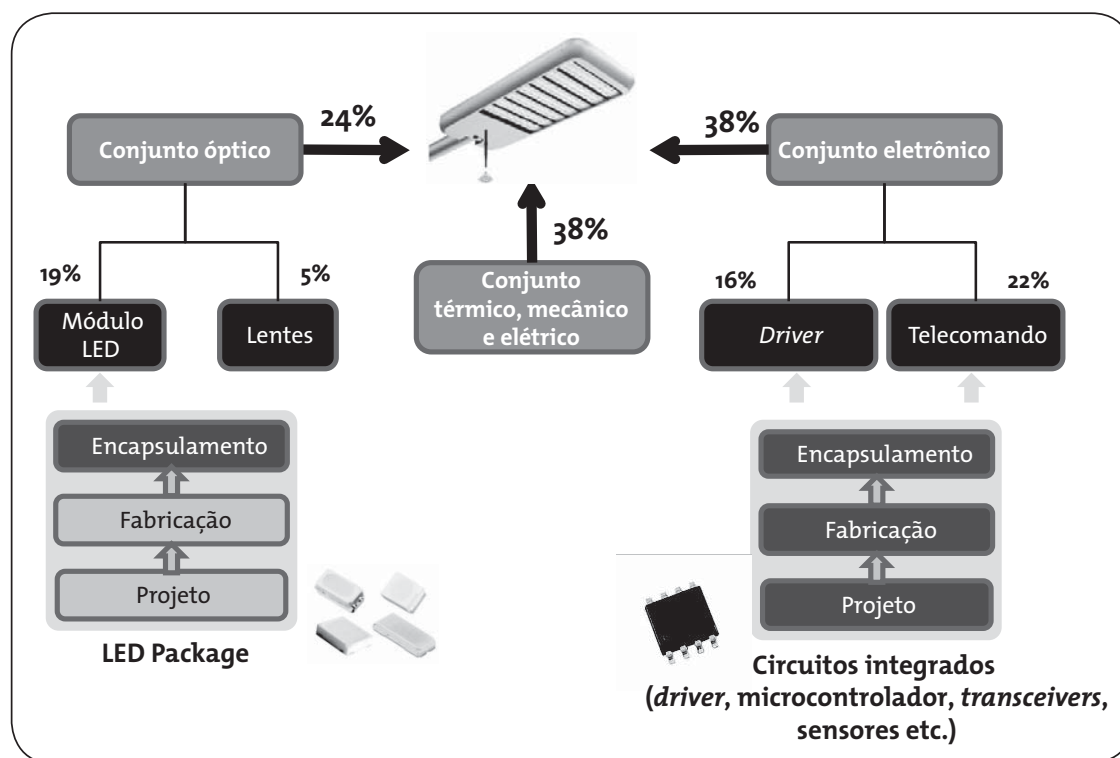 24%
38%
Conjunto óptico
Conjunto eletrônico
38%
19%
5%
16%
22%
Conjunto
térmico, mecânico
e elétrico
Módulo
LED
Lentes
Driver
Telecomando
Encapsulamento
Fabricação
Projeto
LED Package
Encapsulamento
Fabricação
Projeto
Circuitos integrados
(driver, microcontrolador, transceivers,
sensores etc.)